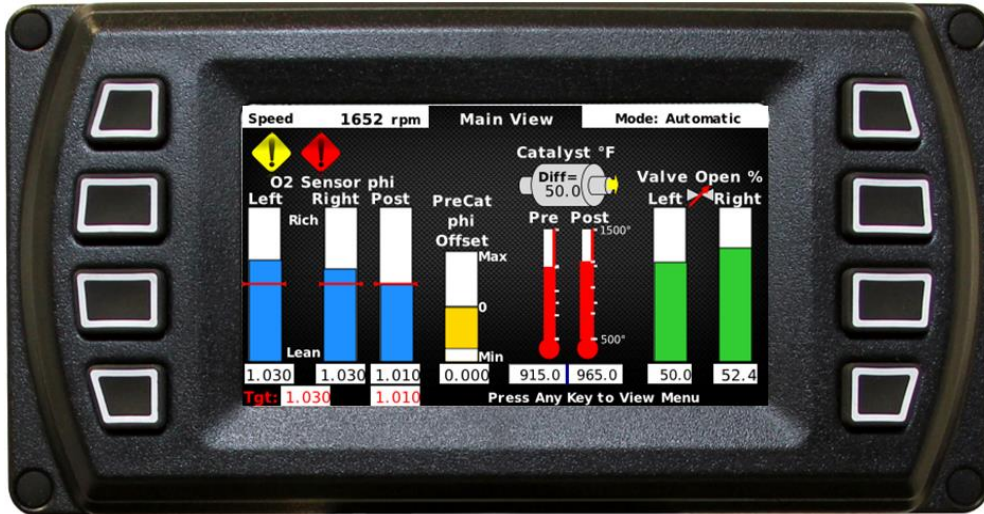 Speed 1652 rpm Main View Mode: Automatic
! !
Catalyst °F
Diff=
50.0
O2 Sensor phi
Left Right Post
Rich
Lean
PreCat
phi
Offset
Max
0
Min
Pre Post
1500°
500°
Valve Open %
Left Right
1.030 1.030 1.010 0.000 915.0 965.0 50.0 52.4
Tgt: 1.030 1.010 Press Any Key to View Menu